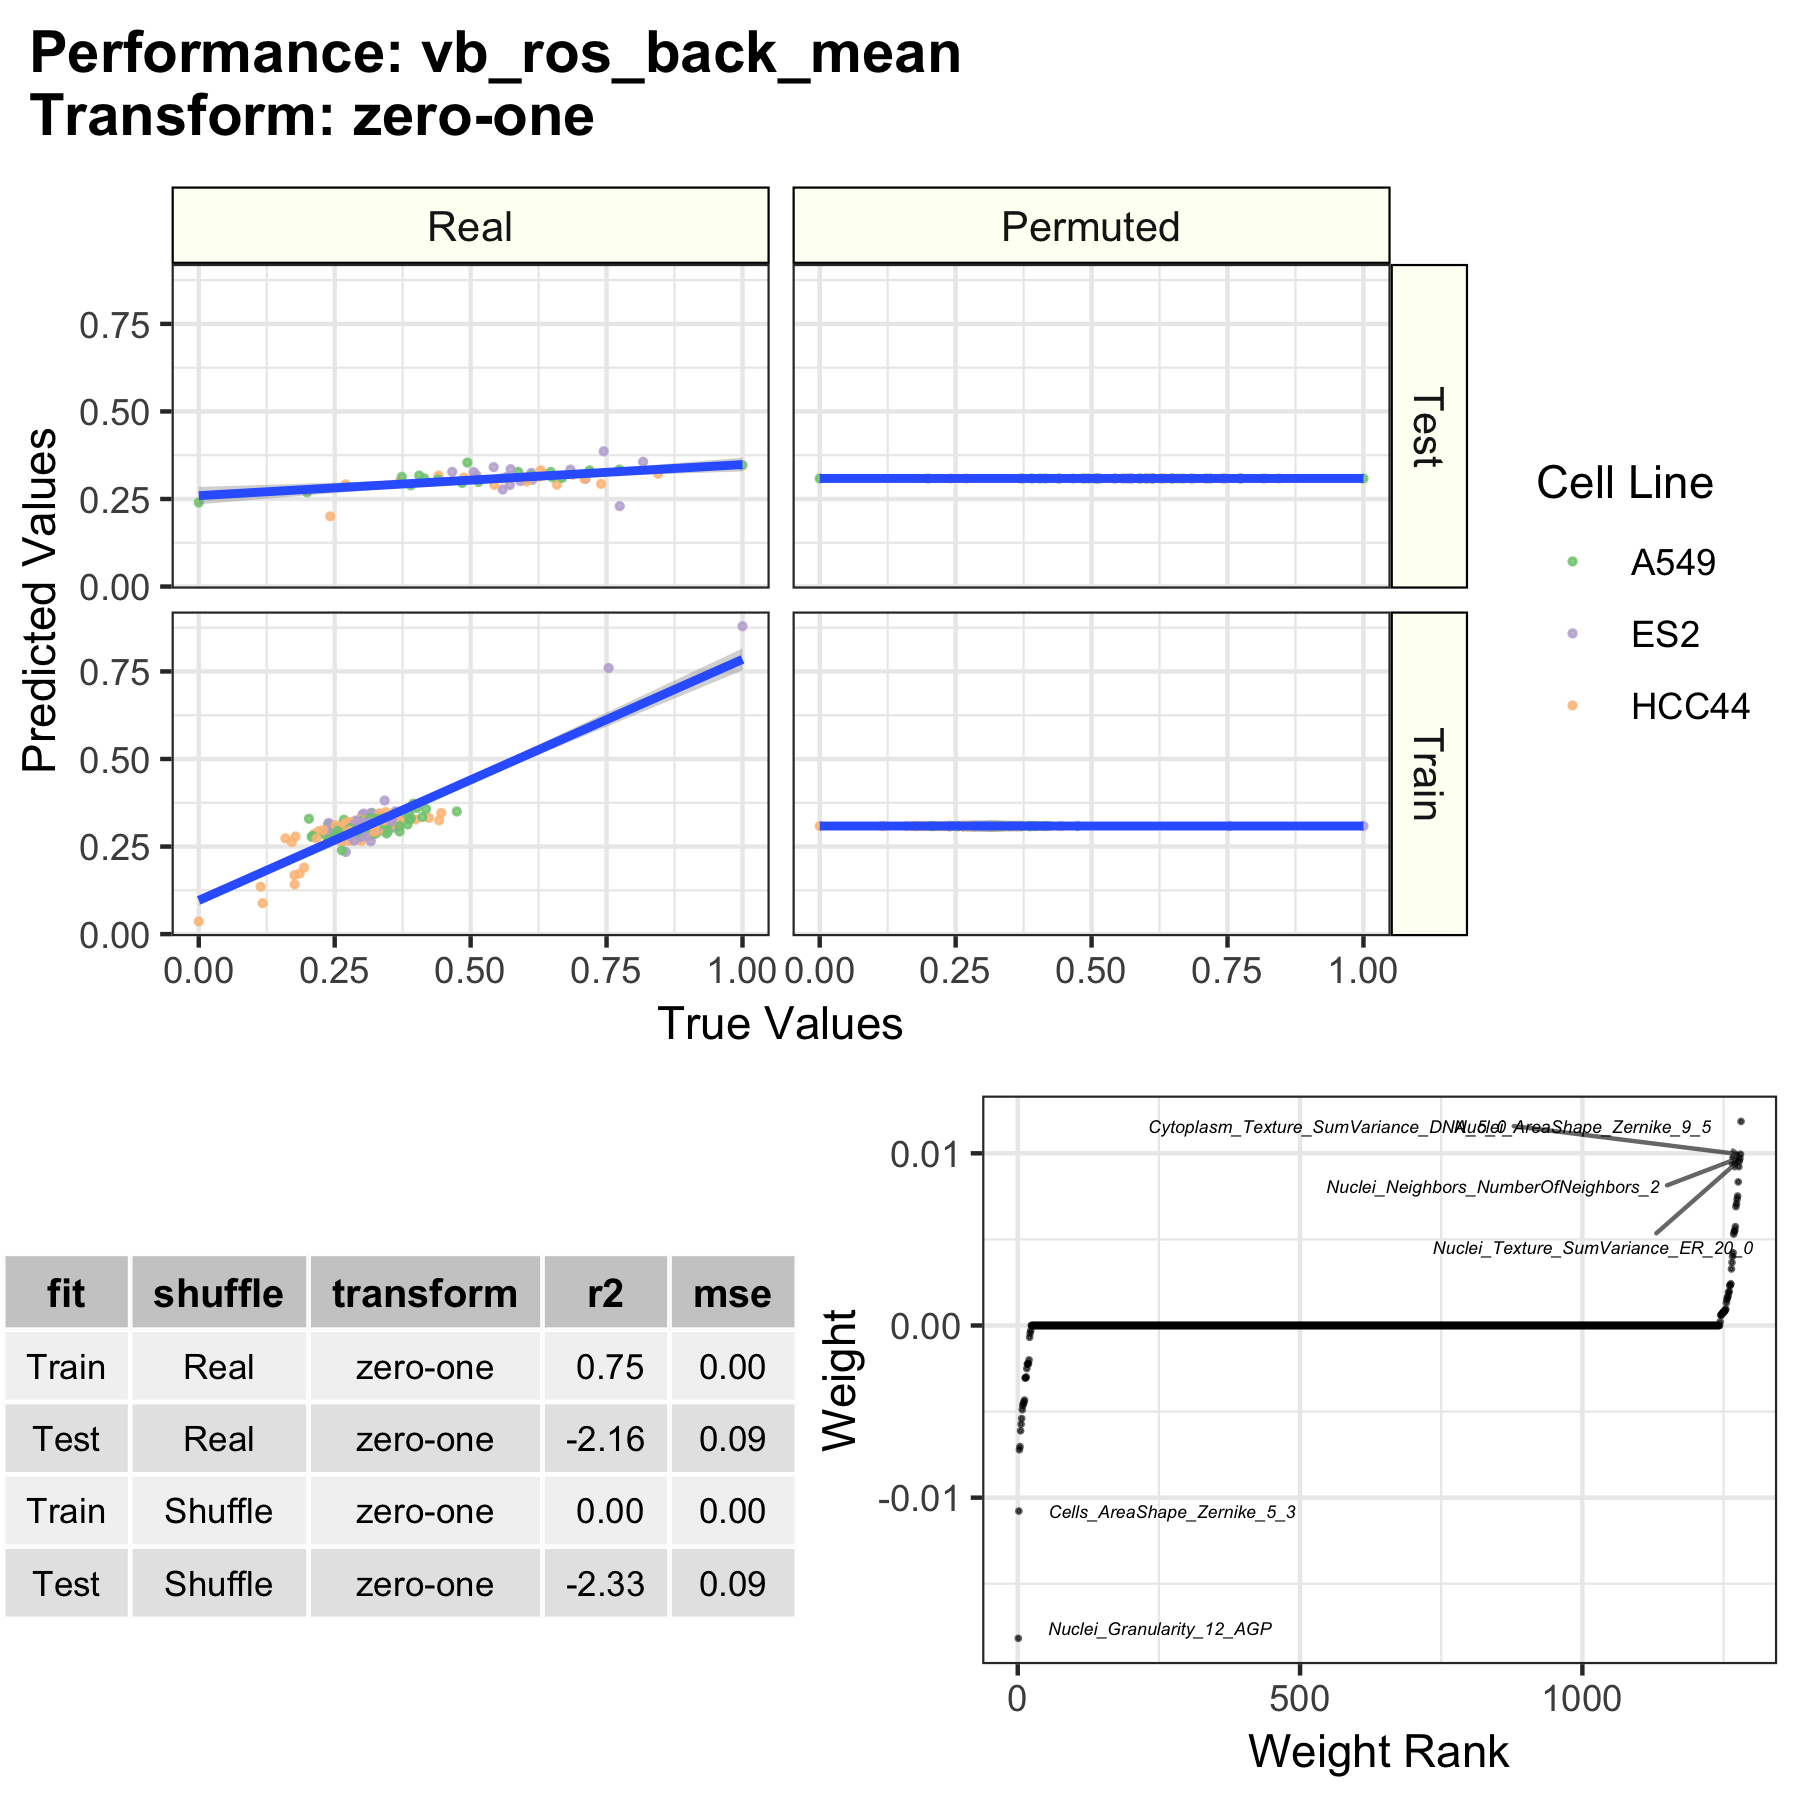 Performance: vb_ros_back_mean
Transform: zero-one
Real
Permuted
0.75
0.50
0.25
0.00
Test
0.75
0.50
0.25
0.00
Train
Predicted Values
0.00 0.25 0.50 0.75 1.00 0.00 0.25 0.50 0.75 1.00
True Values
Cell Line
A549
ES2
HCC44
fit shuffle transform r2 mse
Train Real zero-one 0.75 0.00
Test Real zero-one -2.16 0.09
Train Shuffle zero-one 0.00 0.00
Test Shuffle zero-one -2.33 0.09
Weight
0.01
0.00
-0.01
Cytoplasm_Texture_SumVariance_DNA_5_0
Nuclei_AreaShape_Zernike_9_5
Nuclei_Neighbors_NumberOfNeighbors_2
Nuclei_Texture_SumVariance_ER_20_0
Cells_AreaShape_Zernike_5_3
Nuclei_Granularity_12_AGP
0 500 1000
Weight Rank